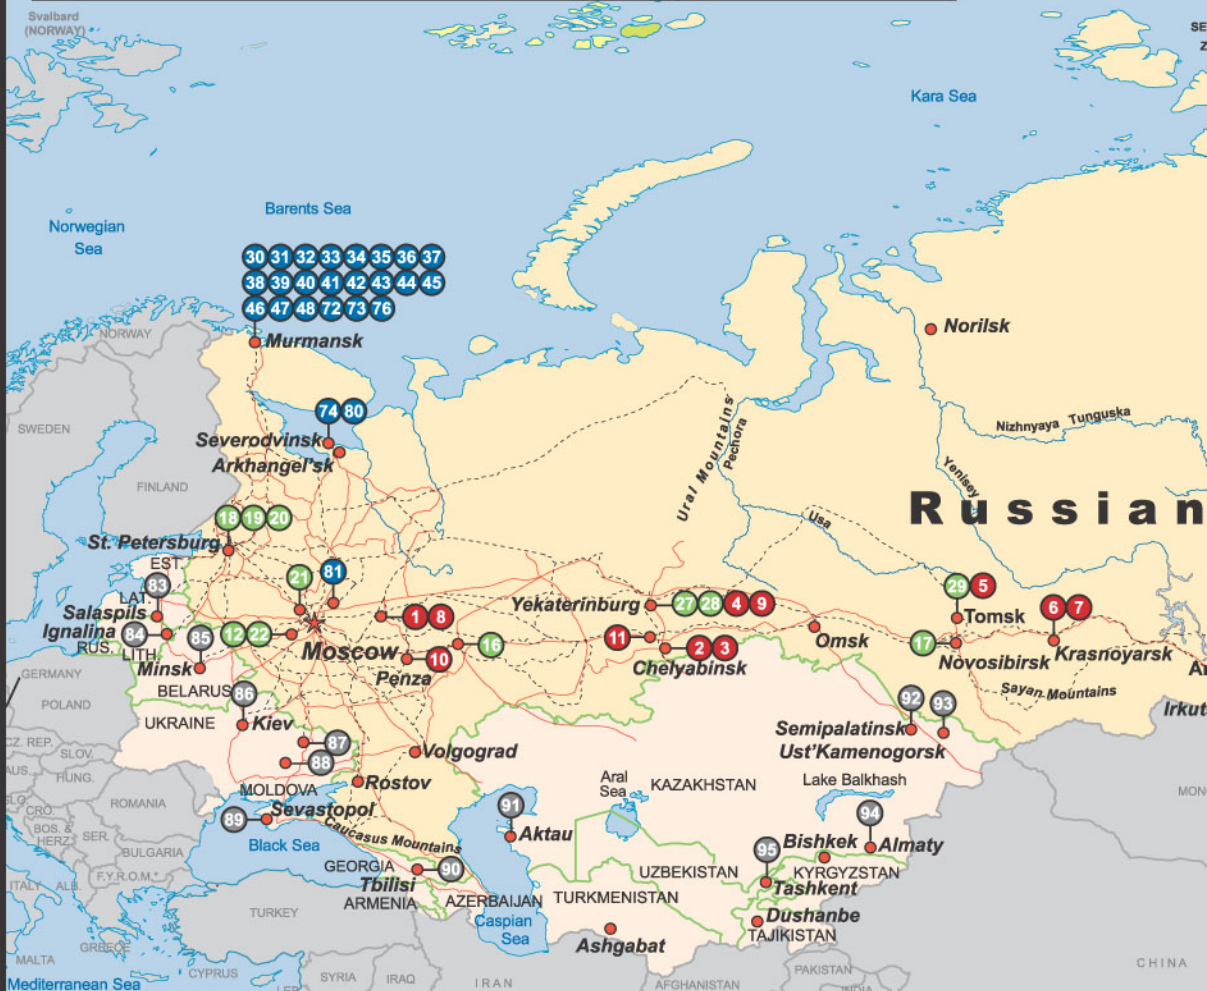 Svalbard
(NORWAY)
SE
Z
Kara Sea
Barents Sea
Norwegian
Sea
30 31 32 33 34 35 36 37
38 39 40 41 42 43 44 45
46 47 48 72 73 76
Murmansk
NORWAY
Norilsk
74 80
Severodvinsk
Arkhangel'sk
SWEDEN
FINLAND
Ural Mountains
Pechora
Nizhnyaya Tunguska
Yenisey
Russian
Usa
18 19 20
St. Petersburg
EST.
83
LAT.
Salaspils
Ignalina
84
RUS.
LITH.
85
Minsk
21
81
12 22
Moscow
1 8
10
Penza
16
Yekaterinburg
27 28 4 9
11
2 3
Chelyabinsk
Omsk
29 5
Tomsk
17
Novosibirsk
6 7
Krasnoyarsk
Sayan Mountains
Irkut
GERMANY
POLAND
BELARUS
86
UKRAINE
Kiev
87
88
Volgograd
Rostov
92
93
Semipalatinsk
Ust'Kamenogorsk
CZ. REP.
SLOV.
HUNG.
AUS.
MOLDOVA
ROMANIA
SLO.
CRO.
BOS. &
HERZ.
SER.
BULGARIA
F.Y.R.O.M.*
ITALY
ALB.
89
Sevastopol
Black Sea
Caucasus Mountains
91
Aktau
Aral
Sea
KAZAKHSTAN
Lake Balkhash
94
Almaty
MON
Bishkek
95
KYRGYZSTAN
UZBEKISTAN
Tashkent
GEORGIA
90
Tbilisi
ARMENIA
AZERBAIJAN
TURKMENISTAN
Caspian
Sea
Dushanbe
TAJIKISTAN
Ashgabat
TURKEY
GREECE
MALTA
CYPRUS
SYRIA
IRAQ
IRAN
AFGHANISTAN
PAKISTAN
INDIA
CHINA
Mediterranean Sea